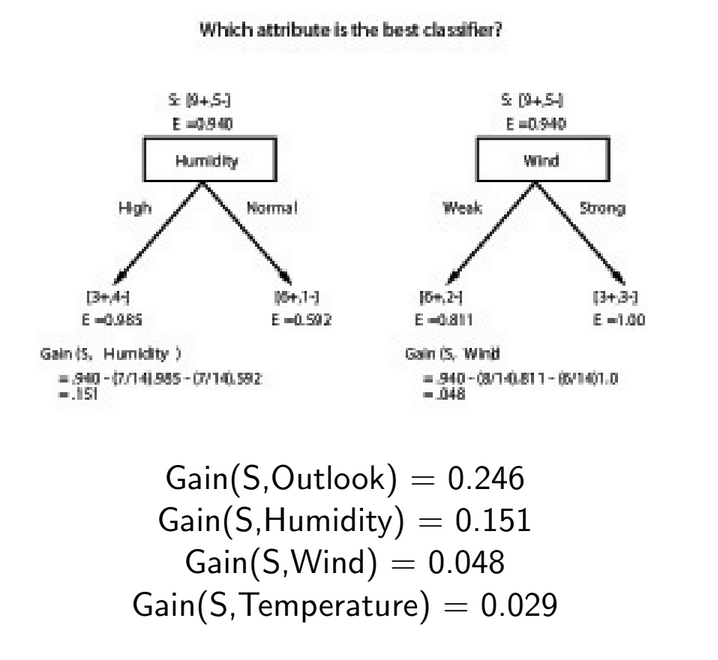 Which attribute is the best classifier?
S: [9+,5-]
E =0.940
Humidity
High
Normal
[3+,4-]
E =0.985
[6+,1-]
E =0.592
Gain (S, Humidity )
= .940 - (7/14).985 - (7/14).592
= .151
S: [9+,5-]
E =0.940
Wind
Weak
Strong
[6+,2-]
E =0.811
[3+,3-]
E =1.00
Gain (S, Wind)
= .940 - (8/14).811 - (6/14)1.0
= .048
Gain(S,Outlook) = 0.246
Gain(S,Humidity) = 0.151
Gain(S,Wind) = 0.048
Gain(S,Temperature) = 0.029